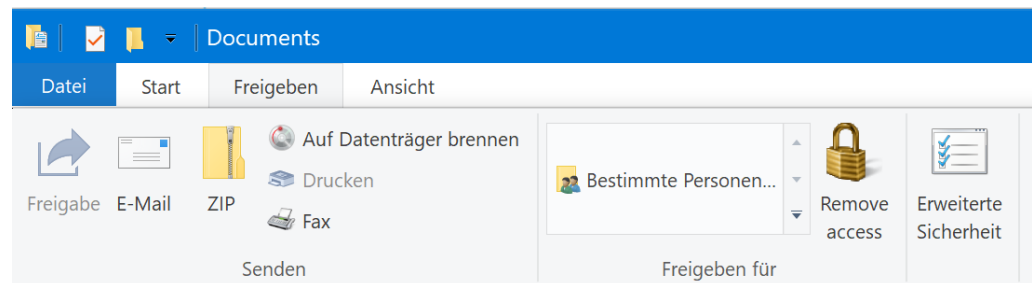 Documents
Datei Start Freigeben Ansicht
Freigabe
E-Mail
ZIP
Auf Datenträger brennen
Drucken
Fax
Senden
Bestimmte Personen...
Remove
access
Freigeben für
Erweiterte
Sicherheit